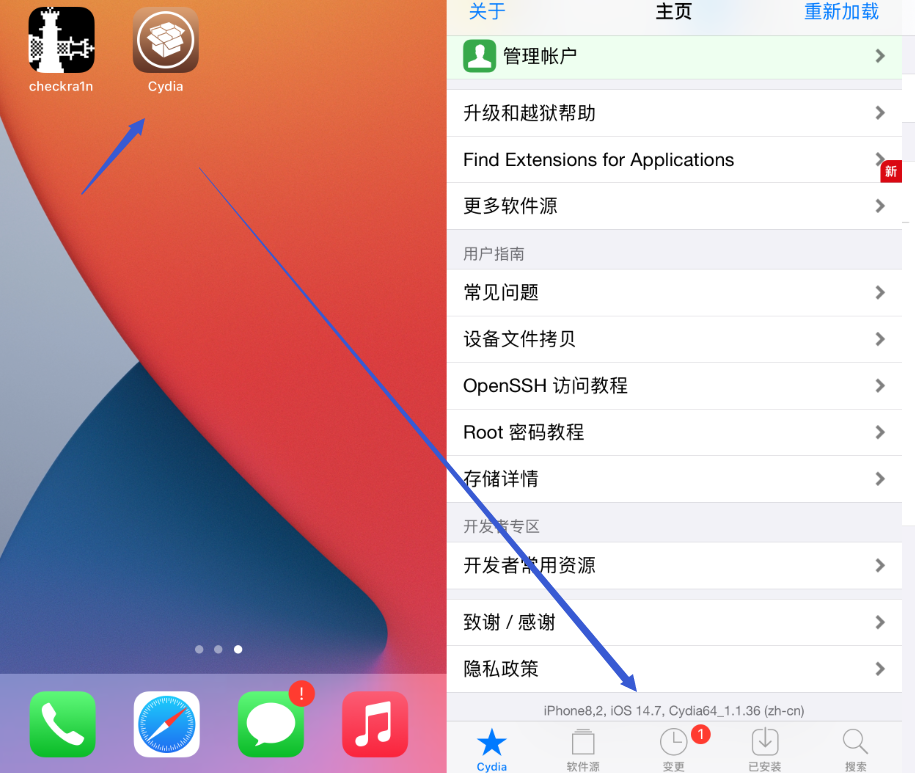 checkra1n
Cydia
!
关于
主页
重新加载
管理帐户
升级和越狱帮助
Find Extensions for Applications
新
更多软件源
用户指南
常见问题
设备文件拷贝
OpenSSH 访问教程
Root 密码教程
存储详情
开发者专区
开发者常用资源
致谢 / 感谢
隐私政策
iPhone8,2, iOS 14.7, Cydia64_1.1.36 (zh-cn)
1
Cydia
软件源
变更
已安装
搜索